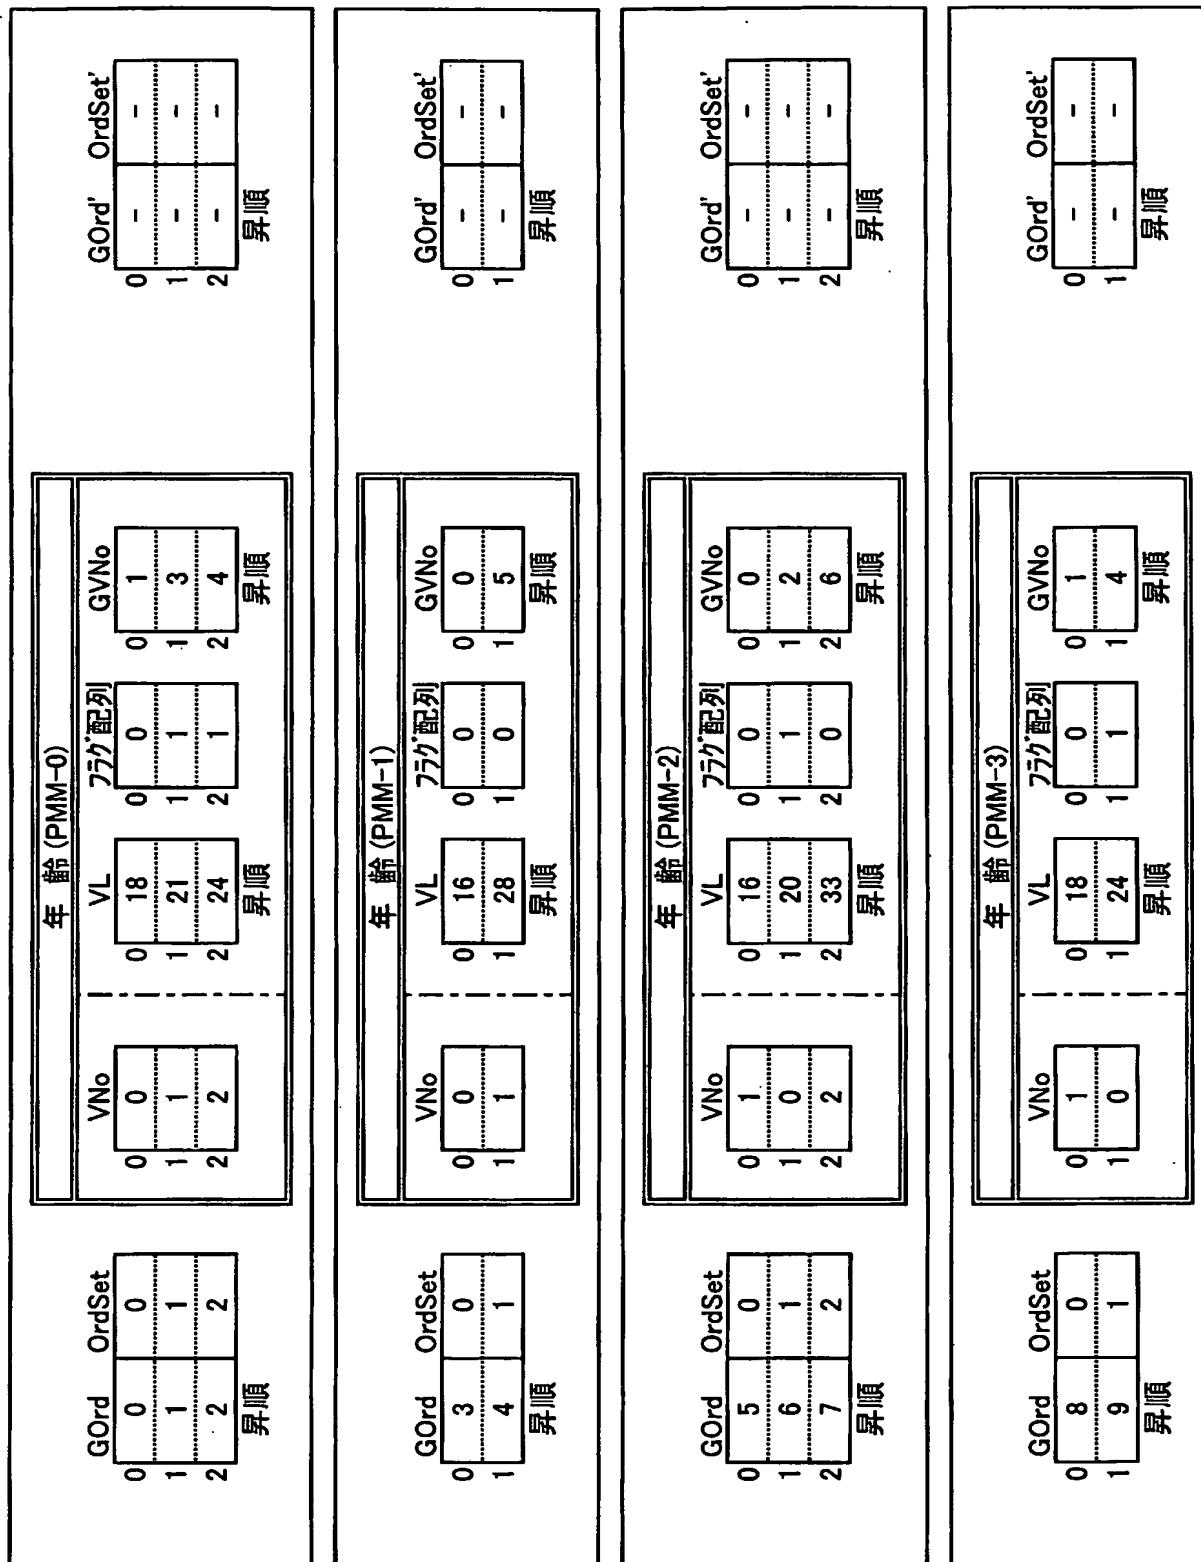 年 齢 (PMM-0)
GOrd OrdSet VNo VL フラグ配列 GVNo GOrd' OrdSet'
0 0 0 0 0 0 18 0 0 0 1 0 - -
1 1 1 1 1 1 21 1 1 1 3 1 - -
2 2 2 2 2 2 24 2 1 2 4 2 - -
昇順 昇順 昇順 昇順
年 齢 (PMM-1)
GOrd OrdSet VNo VL フラグ配列 GVNo GOrd' OrdSet'
0 3 0 0 0 0 16 0 0 0 0 0 - -
1 4 1 1 1 1 28 1 0 1 5 1 - -
昇順 昇順 昇順 昇順
年 齢 (PMM-2)
GOrd OrdSet VNo VL フラグ配列 GVNo GOrd' OrdSet'
0 5 0 0 1 0 16 0 0 0 0 0 - -
1 6 1 1 0 1 20 1 1 1 2 1 - -
2 7 2 2 2 2 33 2 0 2 6 2 - -
昇順 昇順 昇順 昇順
年 齢 (PMM-3)
GOrd OrdSet VNo VL フラグ配列 GVNo GOrd' OrdSet'
0 8 0 0 1 0 18 0 0 0 1 0 - -
1 9 1 1 0 1 24 1 1 1 4 1 - -
昇順 昇順 昇順 昇順